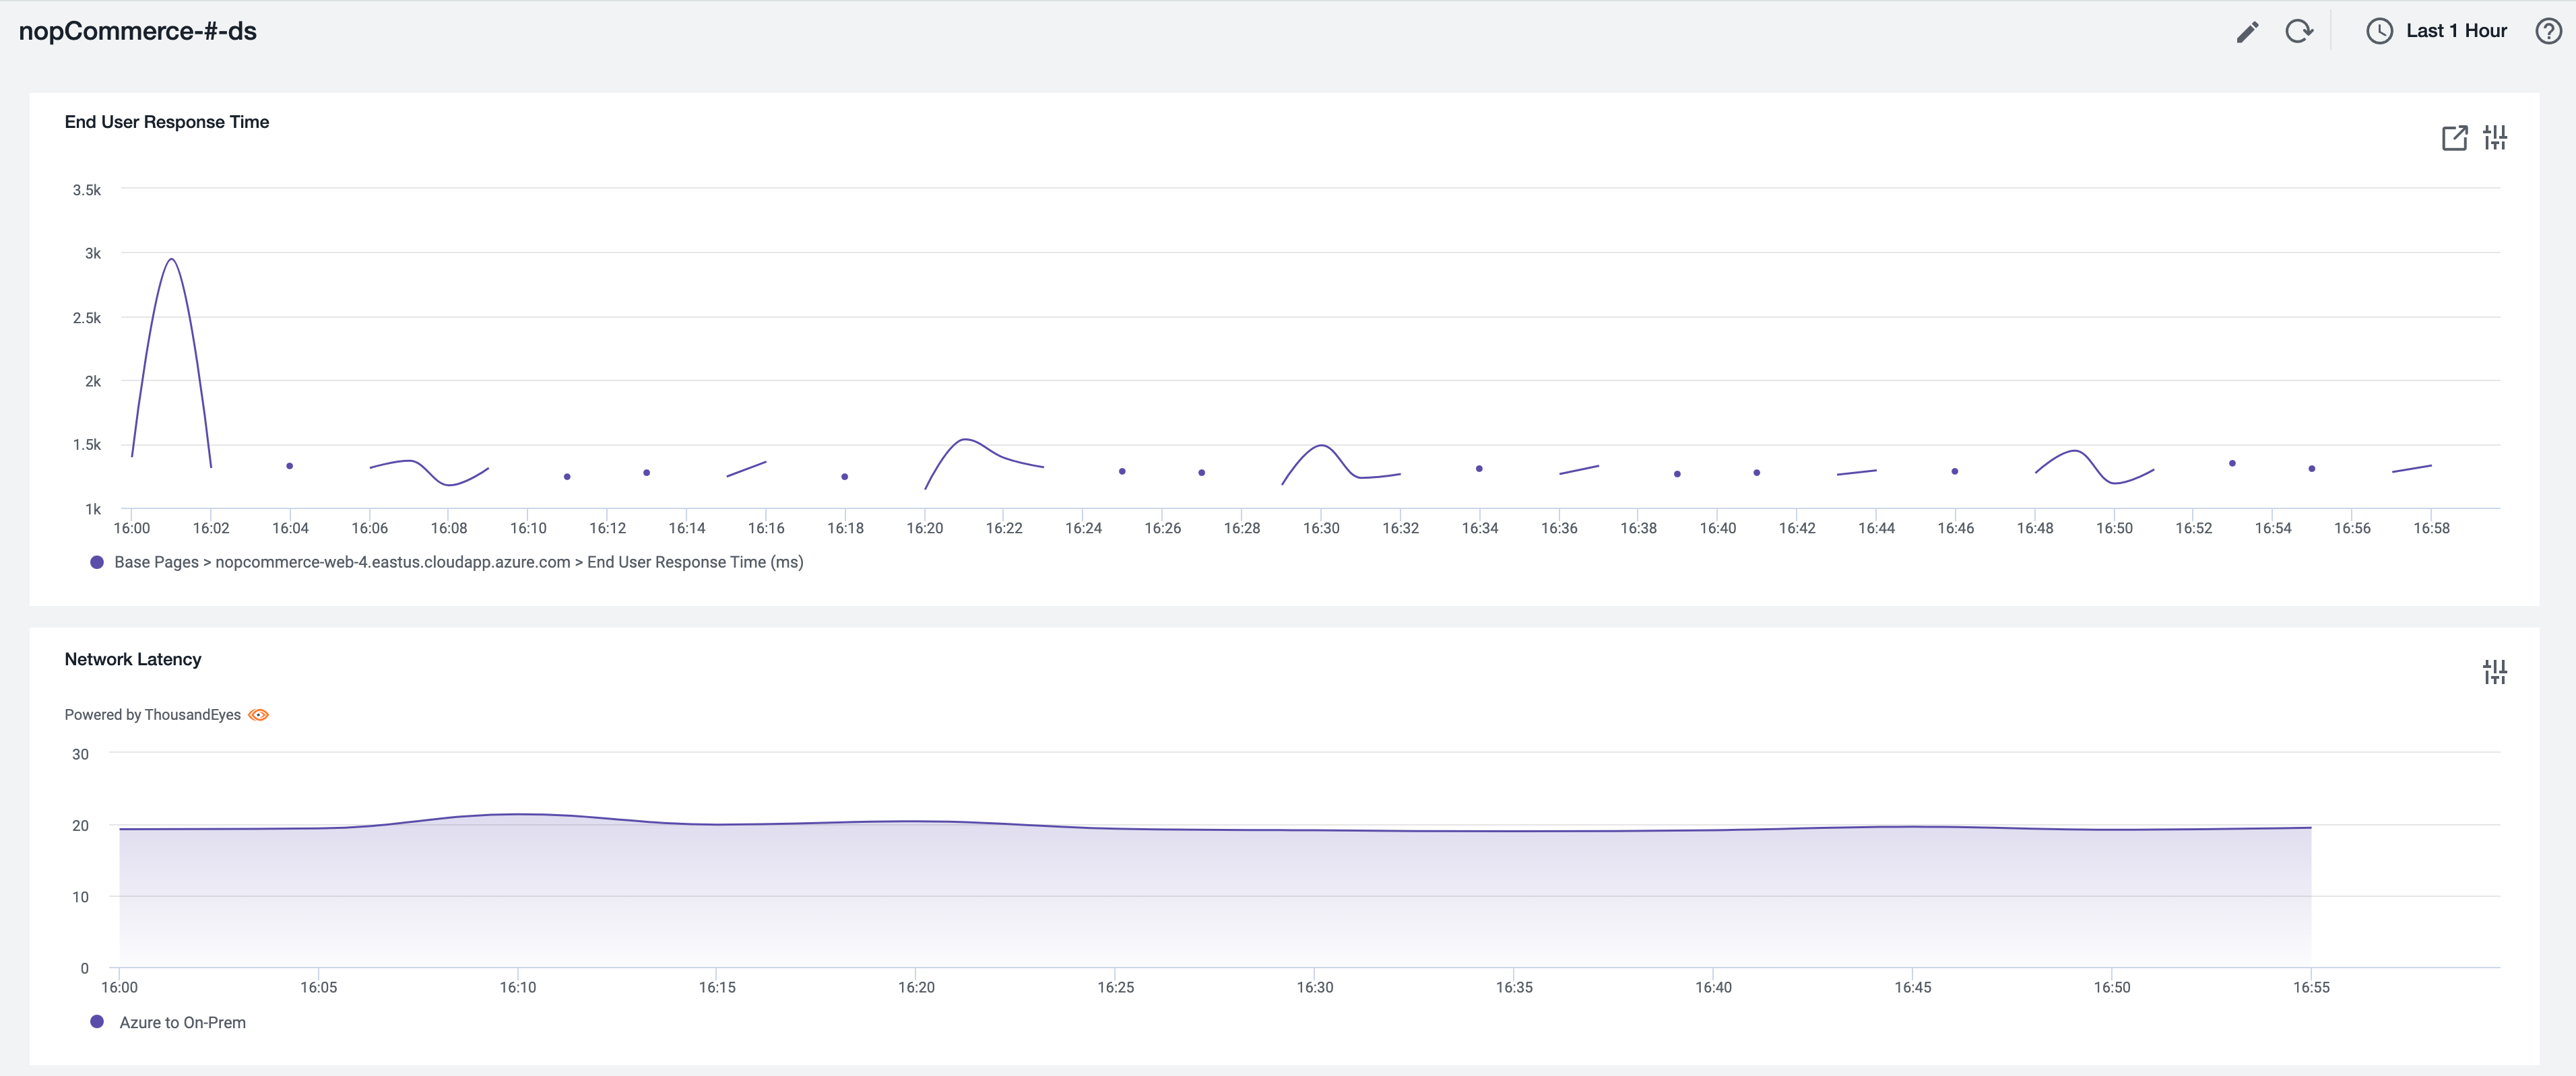 nopCommerce-#-ds
Last 1 Hour
End User Response Time
3.5k
3k
2.5k
2k
1.5k
1k
16:00 16:02 16:04 16:06 16:08 16:10 16:12 16:14 16:16 16:18 16:20 16:22 16:24 16:26 16:28 16:30 16:32 16:34 16:36 16:38 16:40 16:42 16:44 16:46 16:48 16:50 16:52 16:54 16:56 16:58
Base Pages > nopcommerce-web-4.eastus.cloudapp.azure.com > End User Response Time (ms)
Network Latency
Powered by ThousandEyes
30
20
10
0
16:00 16:05 16:10 16:15 16:20 16:25 16:30 16:35 16:40 16:45 16:50 16:55
Azure to On-Prem